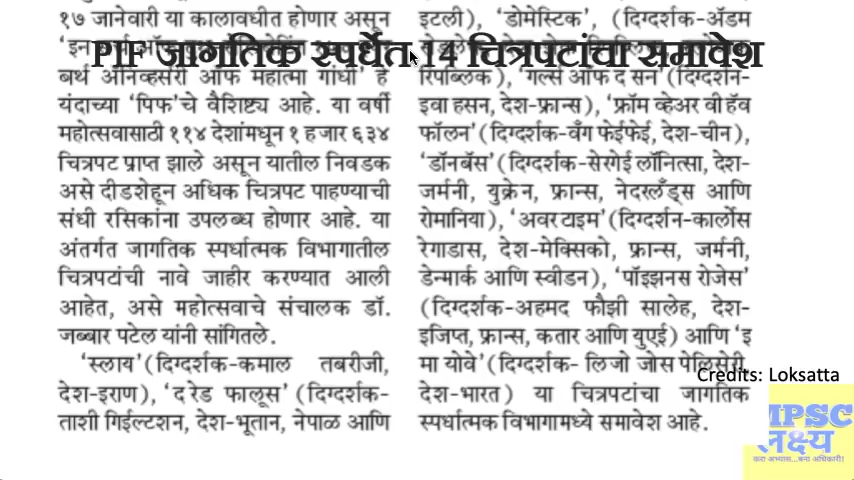 PIF जागतिक स्पर्धेत 14 चित्रपटांचा समावेश
१७ जानेवारी या कालावधीत होणार असून
बर्थ अॅनिव्हर्सरी ऑफ महात्मा गांधी' हे
यंदाच्या 'पिफ'चे वैशिष्ट्य आहे. या वर्षी
महोत्सवासाठी ११४ देशांमधून १ हजार ६३४
चित्रपट प्राप्त झाले असून यातील निवडक
असे दीडशेहून अधिक चित्रपट पाहण्याची
संधी रसिकांना उपलब्ध होणार आहे. या
अंतर्गत जागतिक स्पर्धात्मक विभागातील
चित्रपटांची नावे जाहीर करण्यात आली
आहेत, असे महोत्सवाचे संचालक डॉ.
जब्बार पटेल यांनी सांगितले.
'स्लाय'(दिग्दर्शक-कमाल तबरीजी,
देश-इराण), 'द रेड फालूस' (दिग्दर्शक-
ताशी गिईल्टशन, देश-भूतान, नेपाळ आणि
इटली), 'डोमेस्टिक', (दिग्दर्शक-अॅडम
रिपब्लिक), 'गर्ल्स ऑफ द सन' (दिग्दर्शन-
इवा हसन, देश-फ्रान्स), 'फ्रॉम व्हेअर वी हॅव
फॉलन'(दिग्दर्शक-वँग फेईफेई, देश-चीन),
'डॉनबॅस'(दिग्दर्शक-सेरगेई लॉनित्सा, देश-
जर्मनी, युक्रेन, फ्रान्स, नेदरलँड्स आणि
रोमानिया), 'अवर टाइम'(दिग्दर्शन-कार्लोस
रेगाडास, देश-मेक्सिको, फ्रान्स, जर्मनी,
डेन्मार्क आणि स्वीडन), 'पॉइझनस रोजेस'
(दिग्दर्शक-अहमद फौझी सालेह, देश-
इजिप्त, फ्रान्स, कतार आणि युएई) आणि 'इ
मा योवे'(दिग्दर्शक- लिजो जोस पेलिसेरी,
देश-भारत) या चित्रपटांचा जागतिक
स्पर्धात्मक विभागामध्ये समावेश आहे.
Credits: Loksatta
MPSC
लक्ष्य
करा अभ्यास...बना अधिकारी!